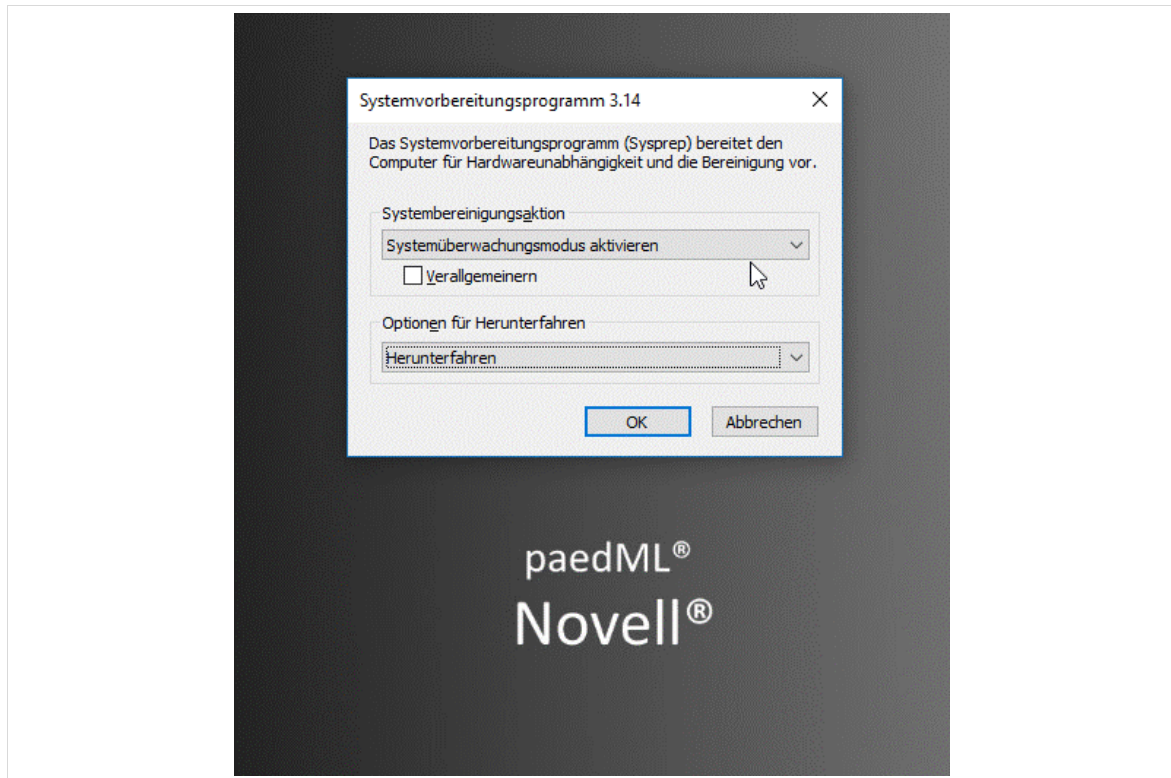 Systemvorbereitungsprogramm 3.14
Das Systemvorbereitungsprogramm (Sysprep) bereitet den
Computer für Hardwareunabhängigkeit und die Bereinigung vor.
Systembereinigungsaktion
Systemüberwachungsmodus aktivieren
Verallgemeinern
Optionen für Herunterfahren
Herunterfahren
OK Abbrechen
paedML®
Novell®